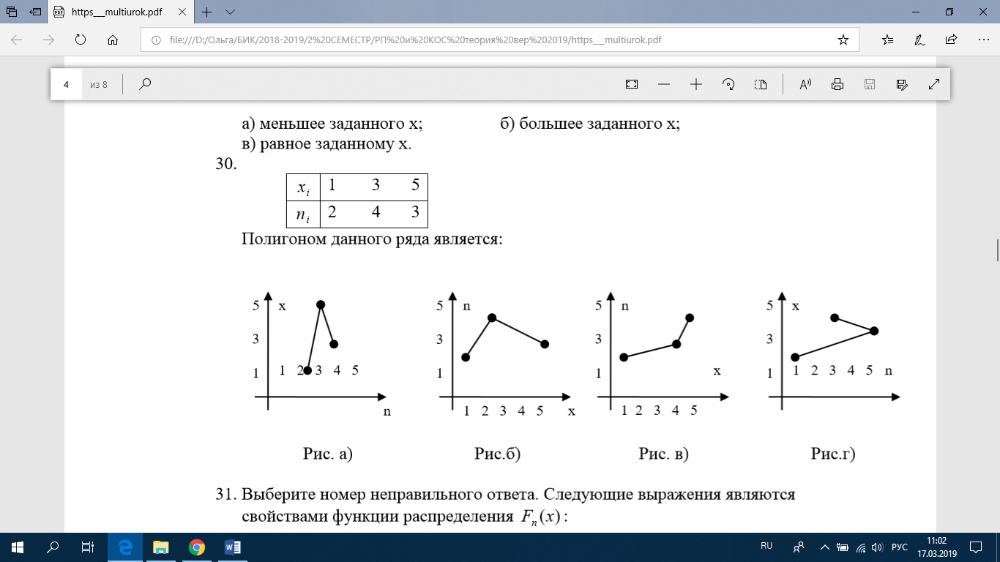 https___multiurok.pdf
file:///D:/Ольга/БИК/2018-2019/2%20СЕМЕСТР/РП%20и%20КОС%20теория%20вер%202019/https___multiurok.pdf
4 из 8
а) меньшее заданного x; б) большее заданного x;
в) равное заданному x.
30.
x_i 1 3 5
n_i 2 4 3
Полигоном данного ряда является:
5 x 5 n 5 n 5 x
3 3 3 3
1 1 2 3 4 5 1 1 x 1 1 2 3 4 5 n
n 1 2 3 4 5 x 1 2 3 4 5
Рис. а) Рис.б) Рис. в) Рис.г)
31. Выберите номер неправильного ответа. Следующие выражения являются
свойствами функции распределения F_n(x):
RU РУС 11:02
17.03.2019